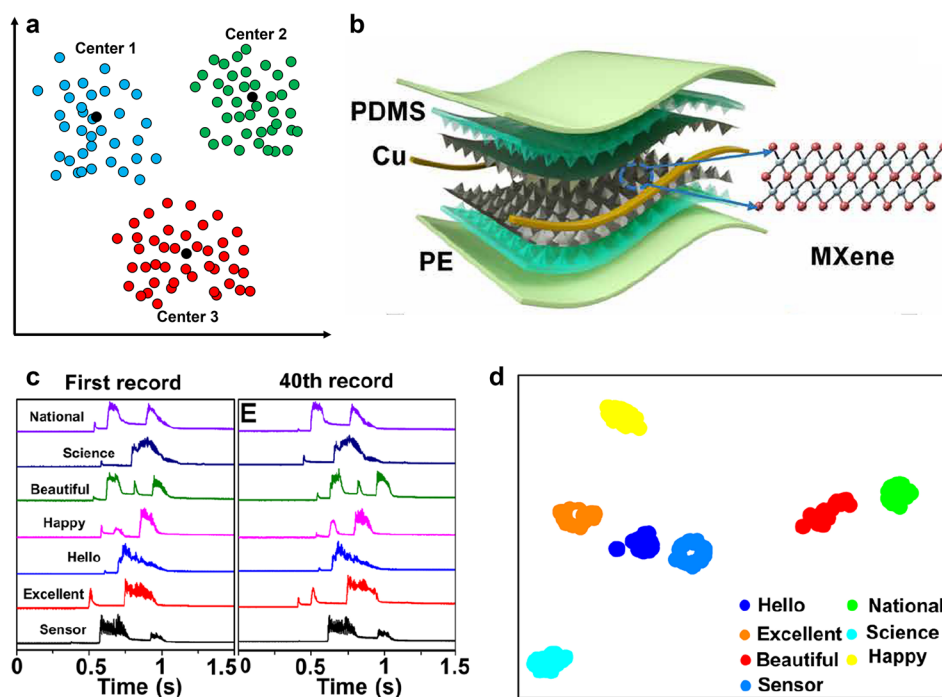 a
Center 1
Center 2
Center 3
b
PDMS
Cu
PE
MXene
c
First record
40th record
E
National
Science
Beautiful
Happy
Hello
Excellent
Sensor
0 0.5 1 1.5 0.5 1 1.5
Time (s) Time (s)
d
Hello
National
Excellent
Science
Beautiful
Happy
Sensor